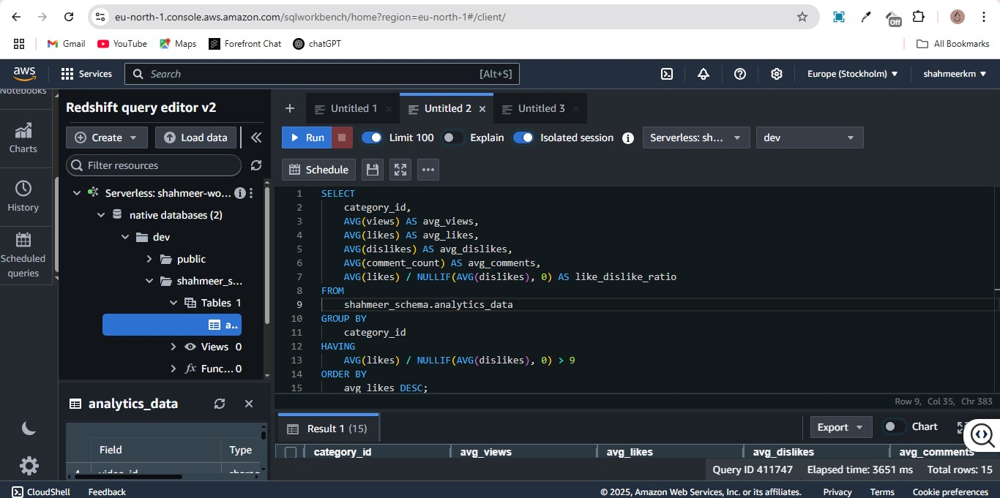 eu-north-1.console.aws.amazon.com/sqlworkbench/home?region=eu-north-1#/client/
Off
Gmail YouTube Maps Forefront Chat chatGPT All Bookmarks
aws Services Search [Alt+S] Europe (Stockholm) shahmeerkm
Notebooks
Charts
History
Scheduled
queries
Redshift query editor v2
Create Load data
Filter resources
Serverless: shahmeer-wo...
native databases (2)
dev
public
shahmeer_s...
Tables 1
a..
Views 0
fx Func... 0
analytics_data
Field Type
Untitled 1 Untitled 2 Untitled 3
Run Limit 100 Explain Isolated session Serverless: sh... dev
Schedule
1 SELECT
2 category_id,
3 AVG(views) AS avg_views,
4 AVG(likes) AS avg_likes,
5 AVG(dislikes) AS avg_dislikes,
6 AVG(comment_count) AS avg_comments,
7 AVG(likes) / NULLIF(AVG(dislikes), 0) AS like_dislike_ratio
8 FROM
9 shahmeer_schema.analytics_data
10 GROUP BY
11 category_id
12 HAVING
13 AVG(likes) / NULLIF(AVG(dislikes), 0) > 9
14 ORDER BY
15 avg_likes DESC;
Row 9, Col 35, Chr 383
Result 1 (15) Export Chart
category_id avg_views avg_likes avg_dislikes avg_comments
Query ID 411747 Elapsed time: 3651 ms Total rows: 15
CloudShell Feedback © 2025, Amazon Web Services, Inc. or its affiliates. Privacy Terms Cookie preferences